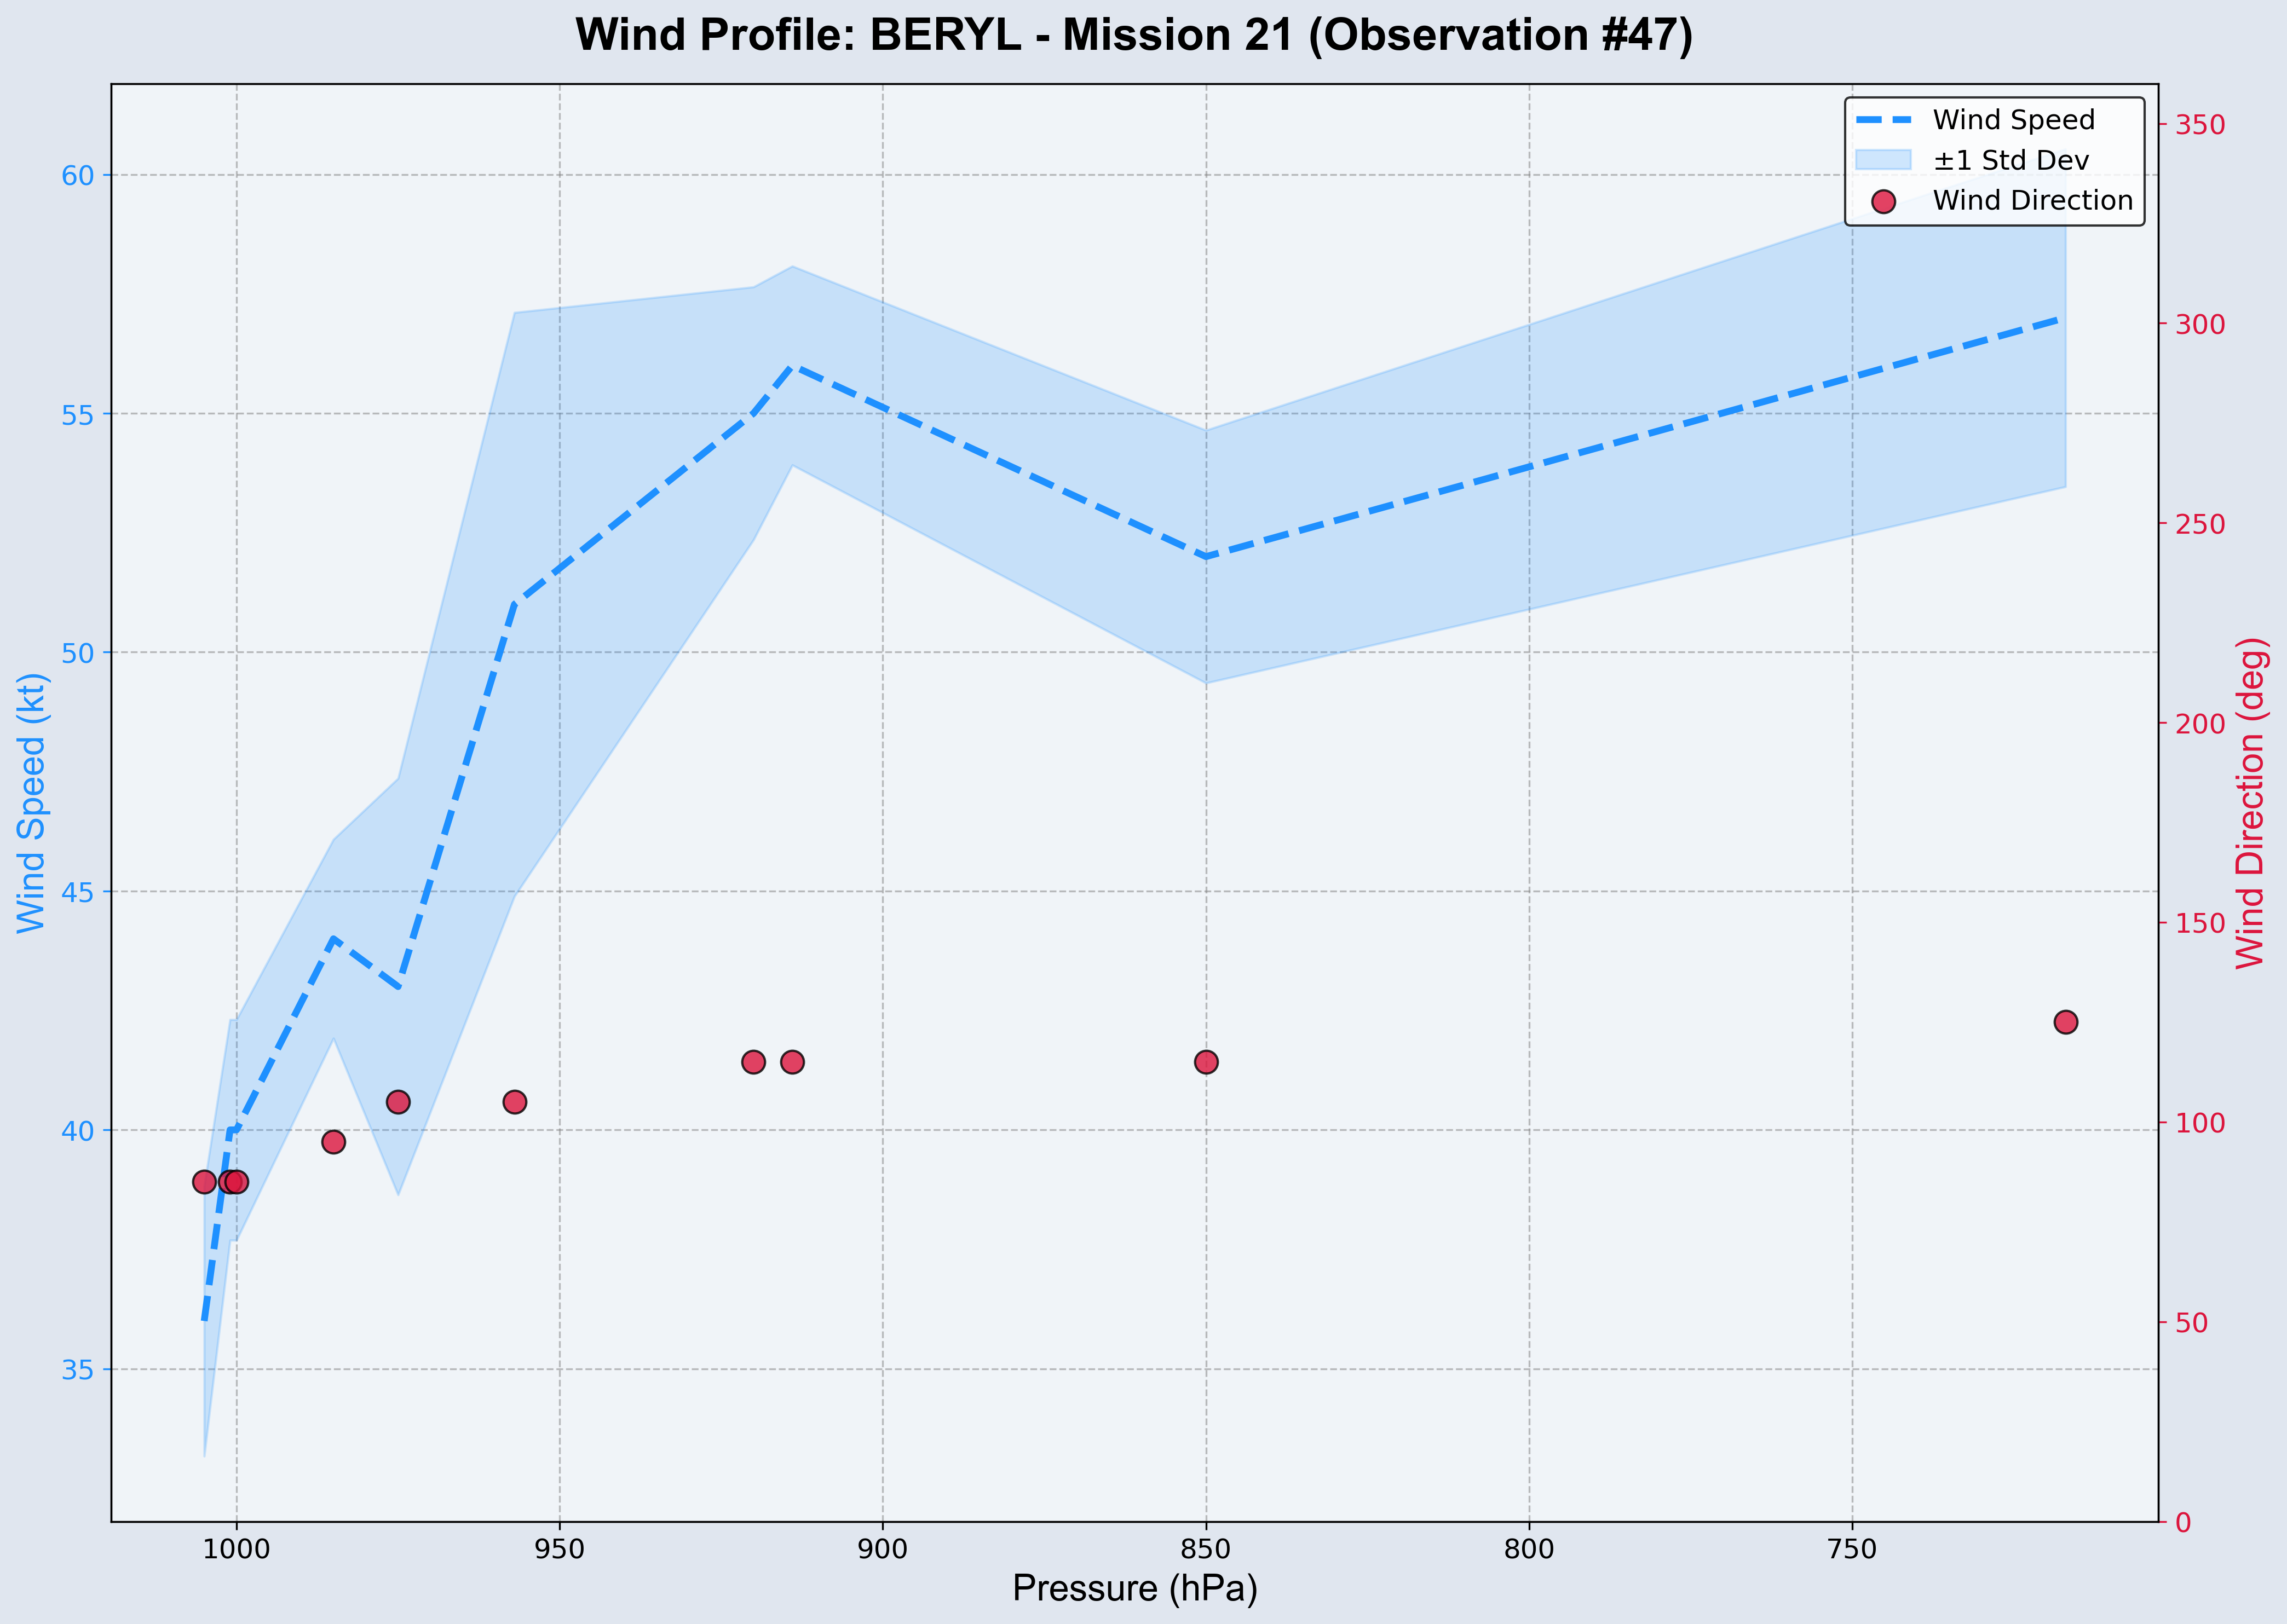 Wind Profile: BERYL - Mission 21 (Observation #47)
Wind Speed
±1 Std Dev
Wind Direction
Wind Speed (kt)
60
55
50
45
40
35
350
300
250
200
150
100
50
0
Wind Direction (deg)
1000
950
900
850
800
750
Pressure (hPa)